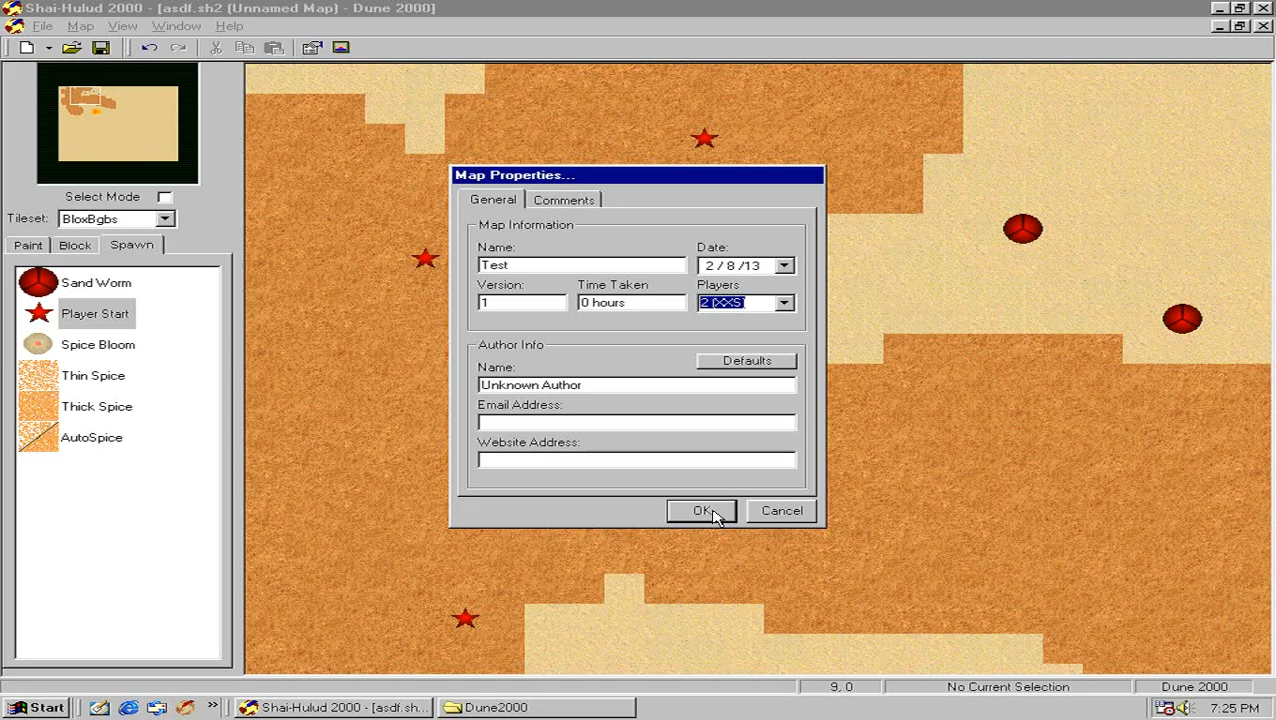 Shai-Hulud 2000 - [asdf.sh2 (Unnamed Map) - Dune 2000]
File Map View Window Help
Select Mode
Tileset: BloxBgbs
Paint Block Spawn
Sand Worm
Player Start
Spice Bloom
Thin Spice
Thick Spice
AutoSpice
Map Properties...
General Comments
Map Information
Name: Date:
Test 2 / 8 /13
Version: Time Taken Players
1 0 hours 2 (XXS)
Author Info
Defaults
Name:
Unknown Author
Email Address:
Website Address:
OK Cancel
9, 0 No Current Selection Dune 2000
Start Shai-Hulud 2000 - [asdf.sh... Dune2000 7:25 PM